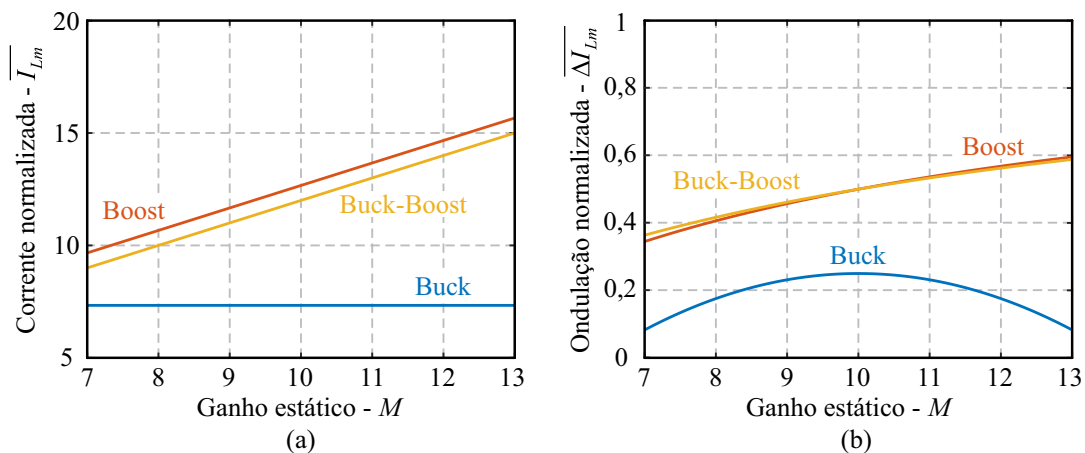 Corrente normalizada - I_Lm
20
15
10
5
Boost
Buck-Boost
Buck
7 8 9 10 11 12 13
Ganho estático - M
(a)
Ondulação normalizada - ΔI_Lm
1
0,8
0,6
0,4
0,2
0
Boost
Buck-Boost
Buck
7 8 9 10 11 12 13
Ganho estático - M
(b)